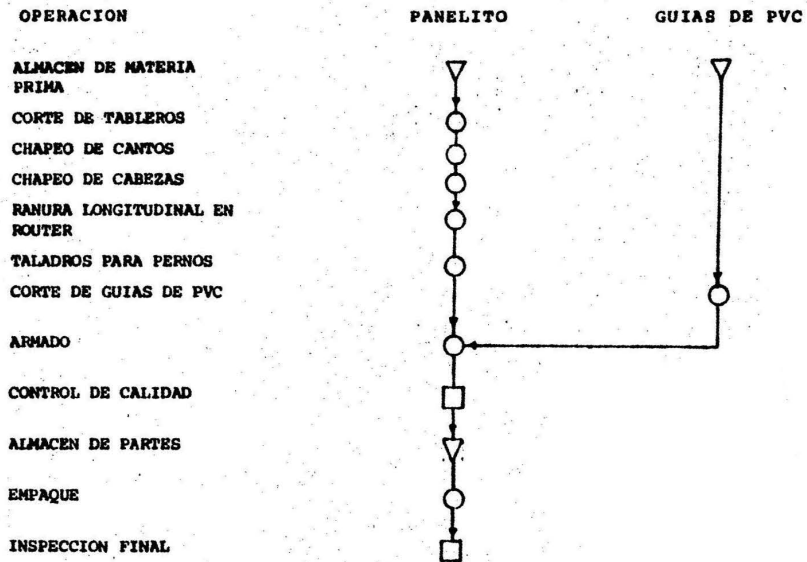 OPERACION PANELITO GUIAS DE PVC
ALMACEN DE MATERIA
PRIMA
CORTE DE TABLEROS
CHAPEO DE CANTOS
CHAPEO DE CABEZAS
RANURA LONGITUDINAL EN
ROUTER
TALADROS PARA PERNOS
CORTE DE GUIAS DE PVC
ARMADO
CONTROL DE CALIDAD
ALMACEN DE PARTES
EMPAQUE
INSPECCION FINAL